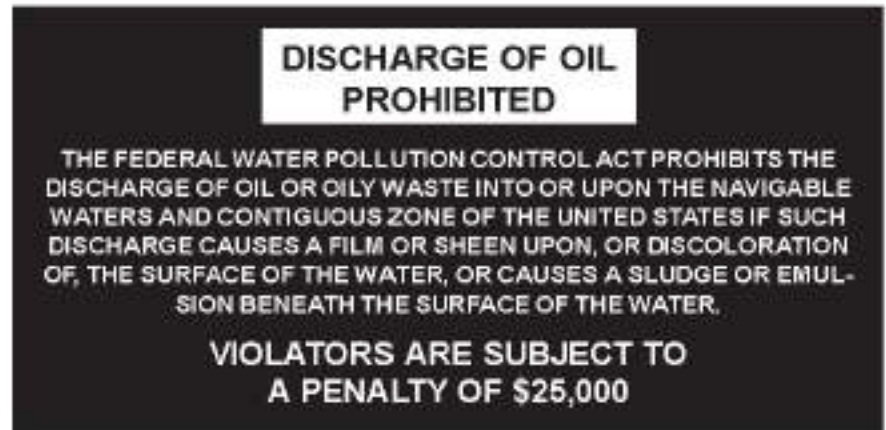 DISCHARGE OF OIL
PROHIBITED
THE FEDERAL WATER POLLUTION CONTROL ACT PROHIBITS THE
DISCHARGE OF OIL OR OILY WASTE INTO OR UPON THE NAVIGABLE
WATERS AND CONTIGUOUS ZONE OF THE UNITED STATES IF SUCH
DISCHARGE CAUSES A FILM OR SHEEN UPON, OR DISCOLORATION
OF, THE SURFACE OF THE WATER, OR CAUSES A SLUDGE OR EMUL-
SION BENEATH THE SURFACE OF THE WATER.
VIOLATORS ARE SUBJECT TO
A PENALTY OF $25,000